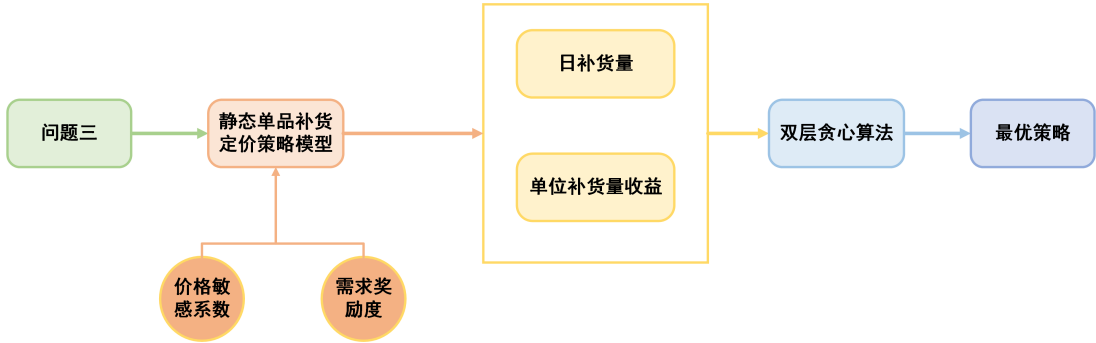 问题三
静态单品补货
定价策略模型
价格敏
感系数
需求奖
励度
日补货量
单位补货量收益
双层贪心算法
最优策略